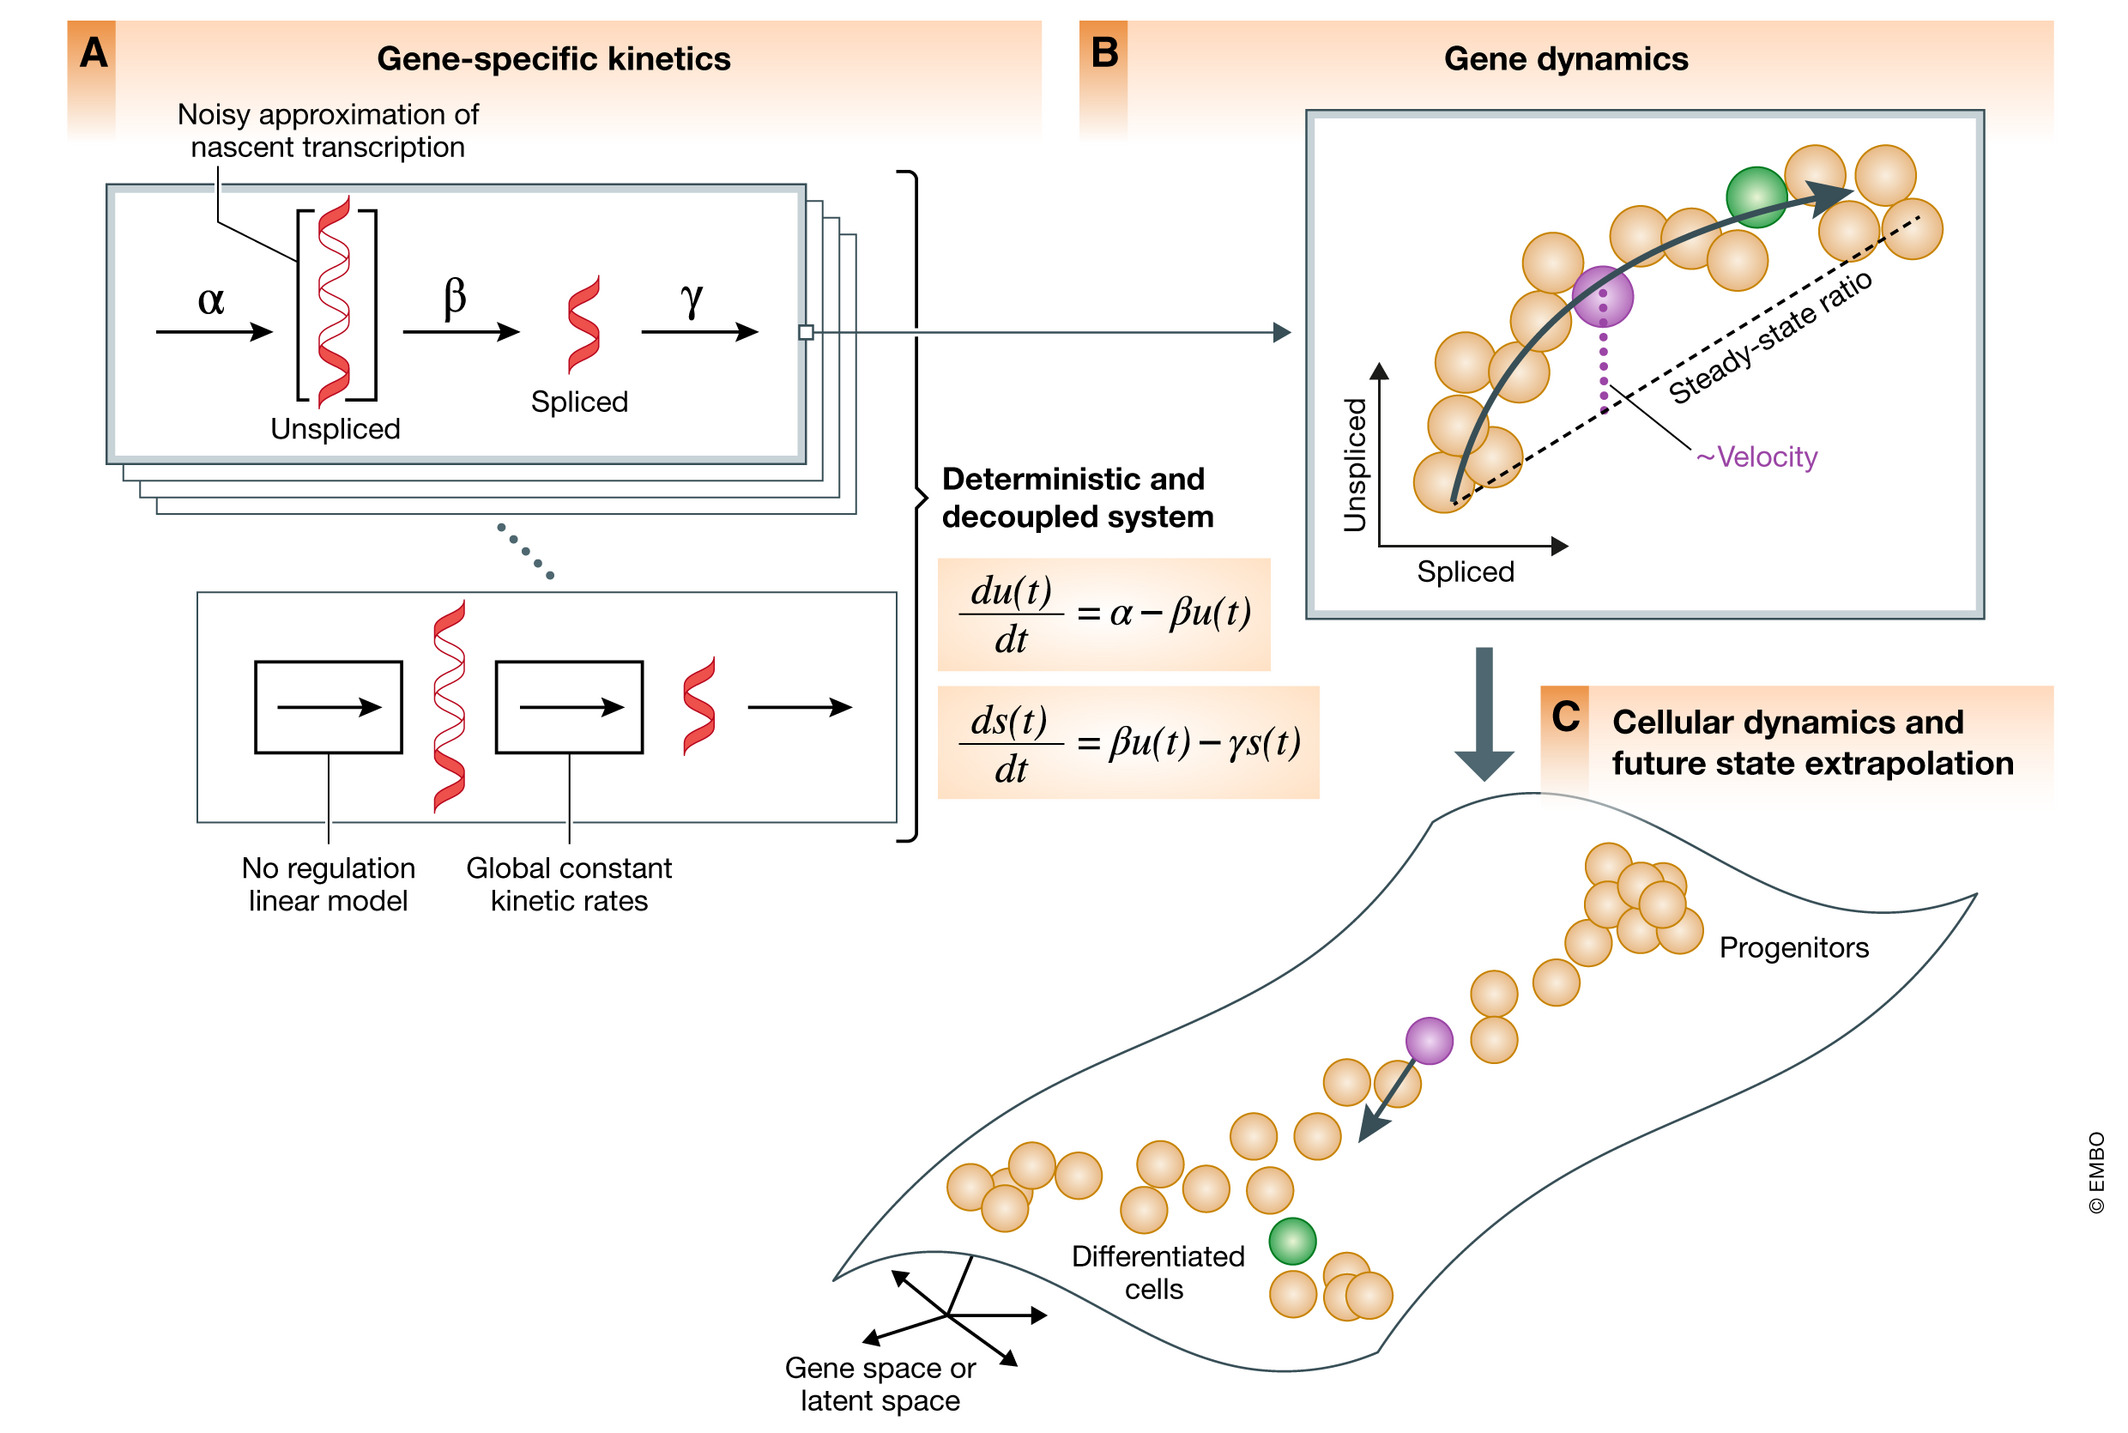 A
Gene-specific kinetics
Noisy approximation of
nascent transcription
α
β
γ
Unspliced
Spliced
No regulation
linear model
Global constant
kinetic rates
Deterministic and
decoupled system
du(t)/dt = α – βu(t)
ds(t)/dt = βu(t) – γs(t)
B
Gene dynamics
Unspliced
Spliced
Steady-state ratio
~Velocity
C
Cellular dynamics and
future state extrapolation
Progenitors
Differentiated
cells
Gene space or
latent space
© EMBO